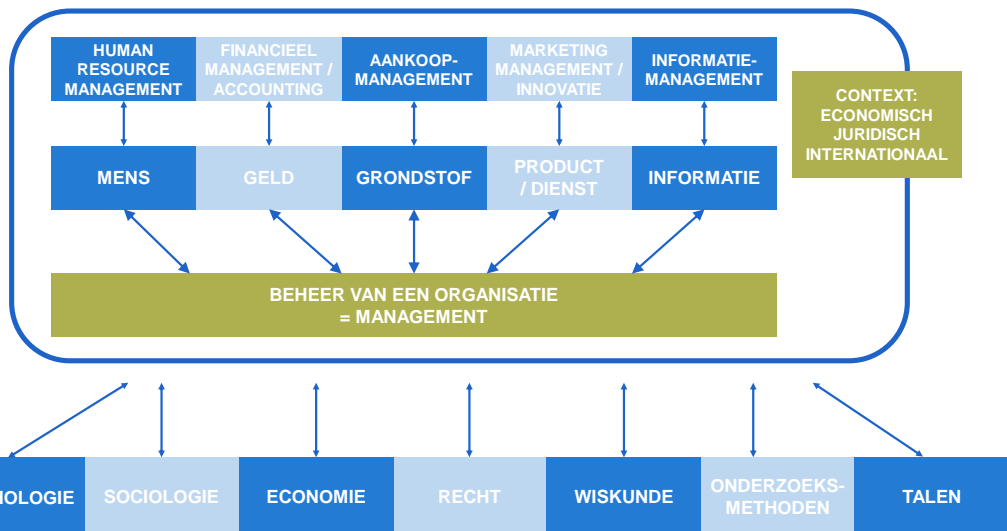 HUMAN
RESOURCE
MANAGEMENT
FINANCIEEL
MANAGEMENT /
ACCOUNTING
AANKOOP-
MANAGEMENT
MARKETING
MANAGEMENT /
INNOVATIE
INFORMATIE-
MANAGEMENT
CONTEXT:
ECONOMISCH
JURIDISCH
INTERNATIONAAL
MENS
GELD
GRONDSTOF
PRODUCT
/ DIENST
INFORMATIE
BEHEER VAN EEN ORGANISATIE
= MANAGEMENT
SOCIOLOGIE
ECONOMIE
RECHT
WISKUNDE
ONDERZOEKS-
METHODEN
TALEN